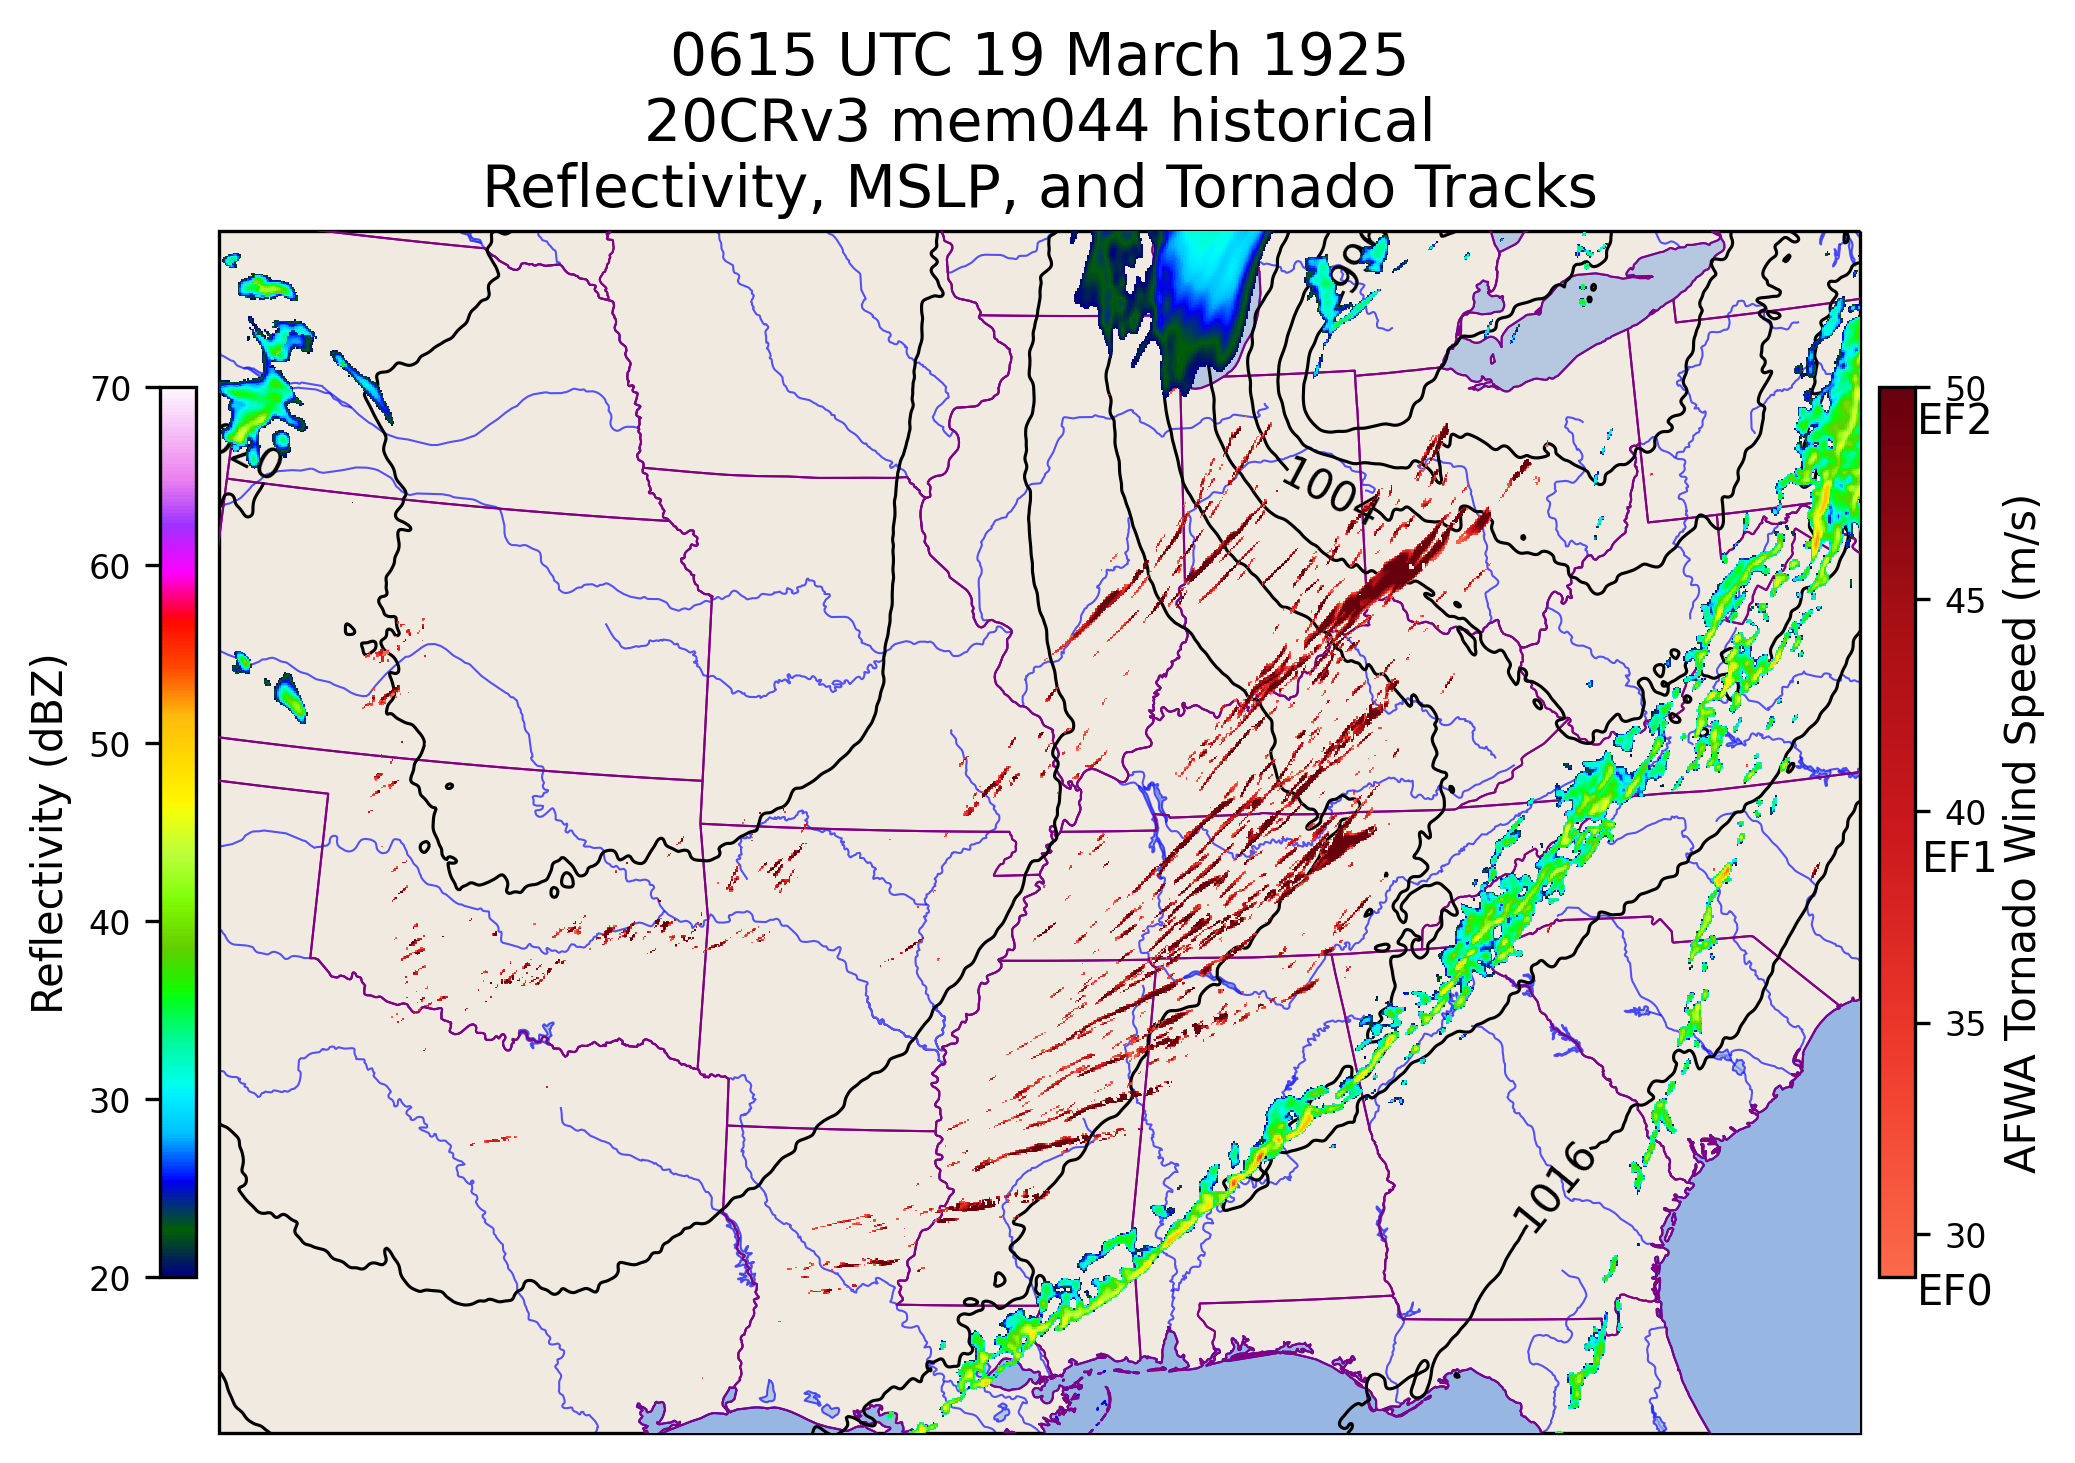 0615 UTC 19 March 1925
20CRv3 mem044 historical
Reflectivity, MSLP, and Tornado Tracks
Reflectivity (dBZ)
70
60
50
40
30
20
1004
1016
50
EF2
45
40
EF1
35
30
EF0
AFWA Tornado Wind Speed (m/s)